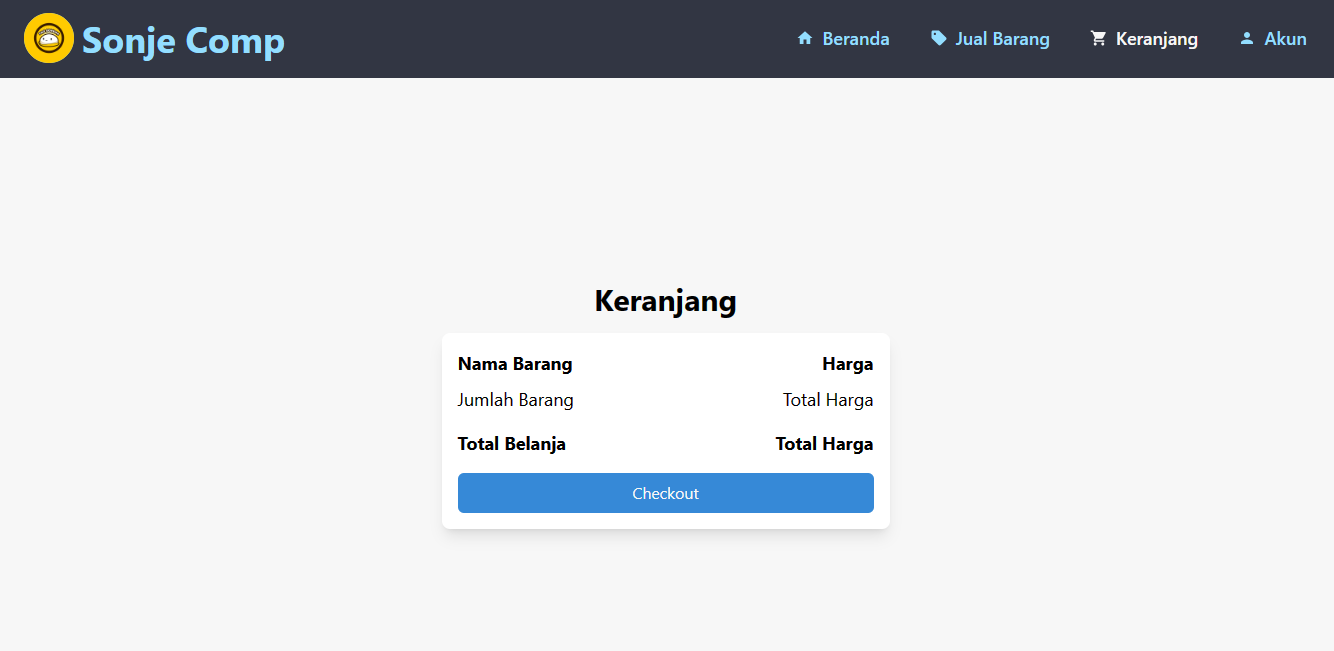 Sonje Comp
Beranda
Jual Barang
Keranjang
Akun
Keranjang
Nama Barang Harga
Jumlah Barang Total Harga
Total Belanja Total Harga
Checkout